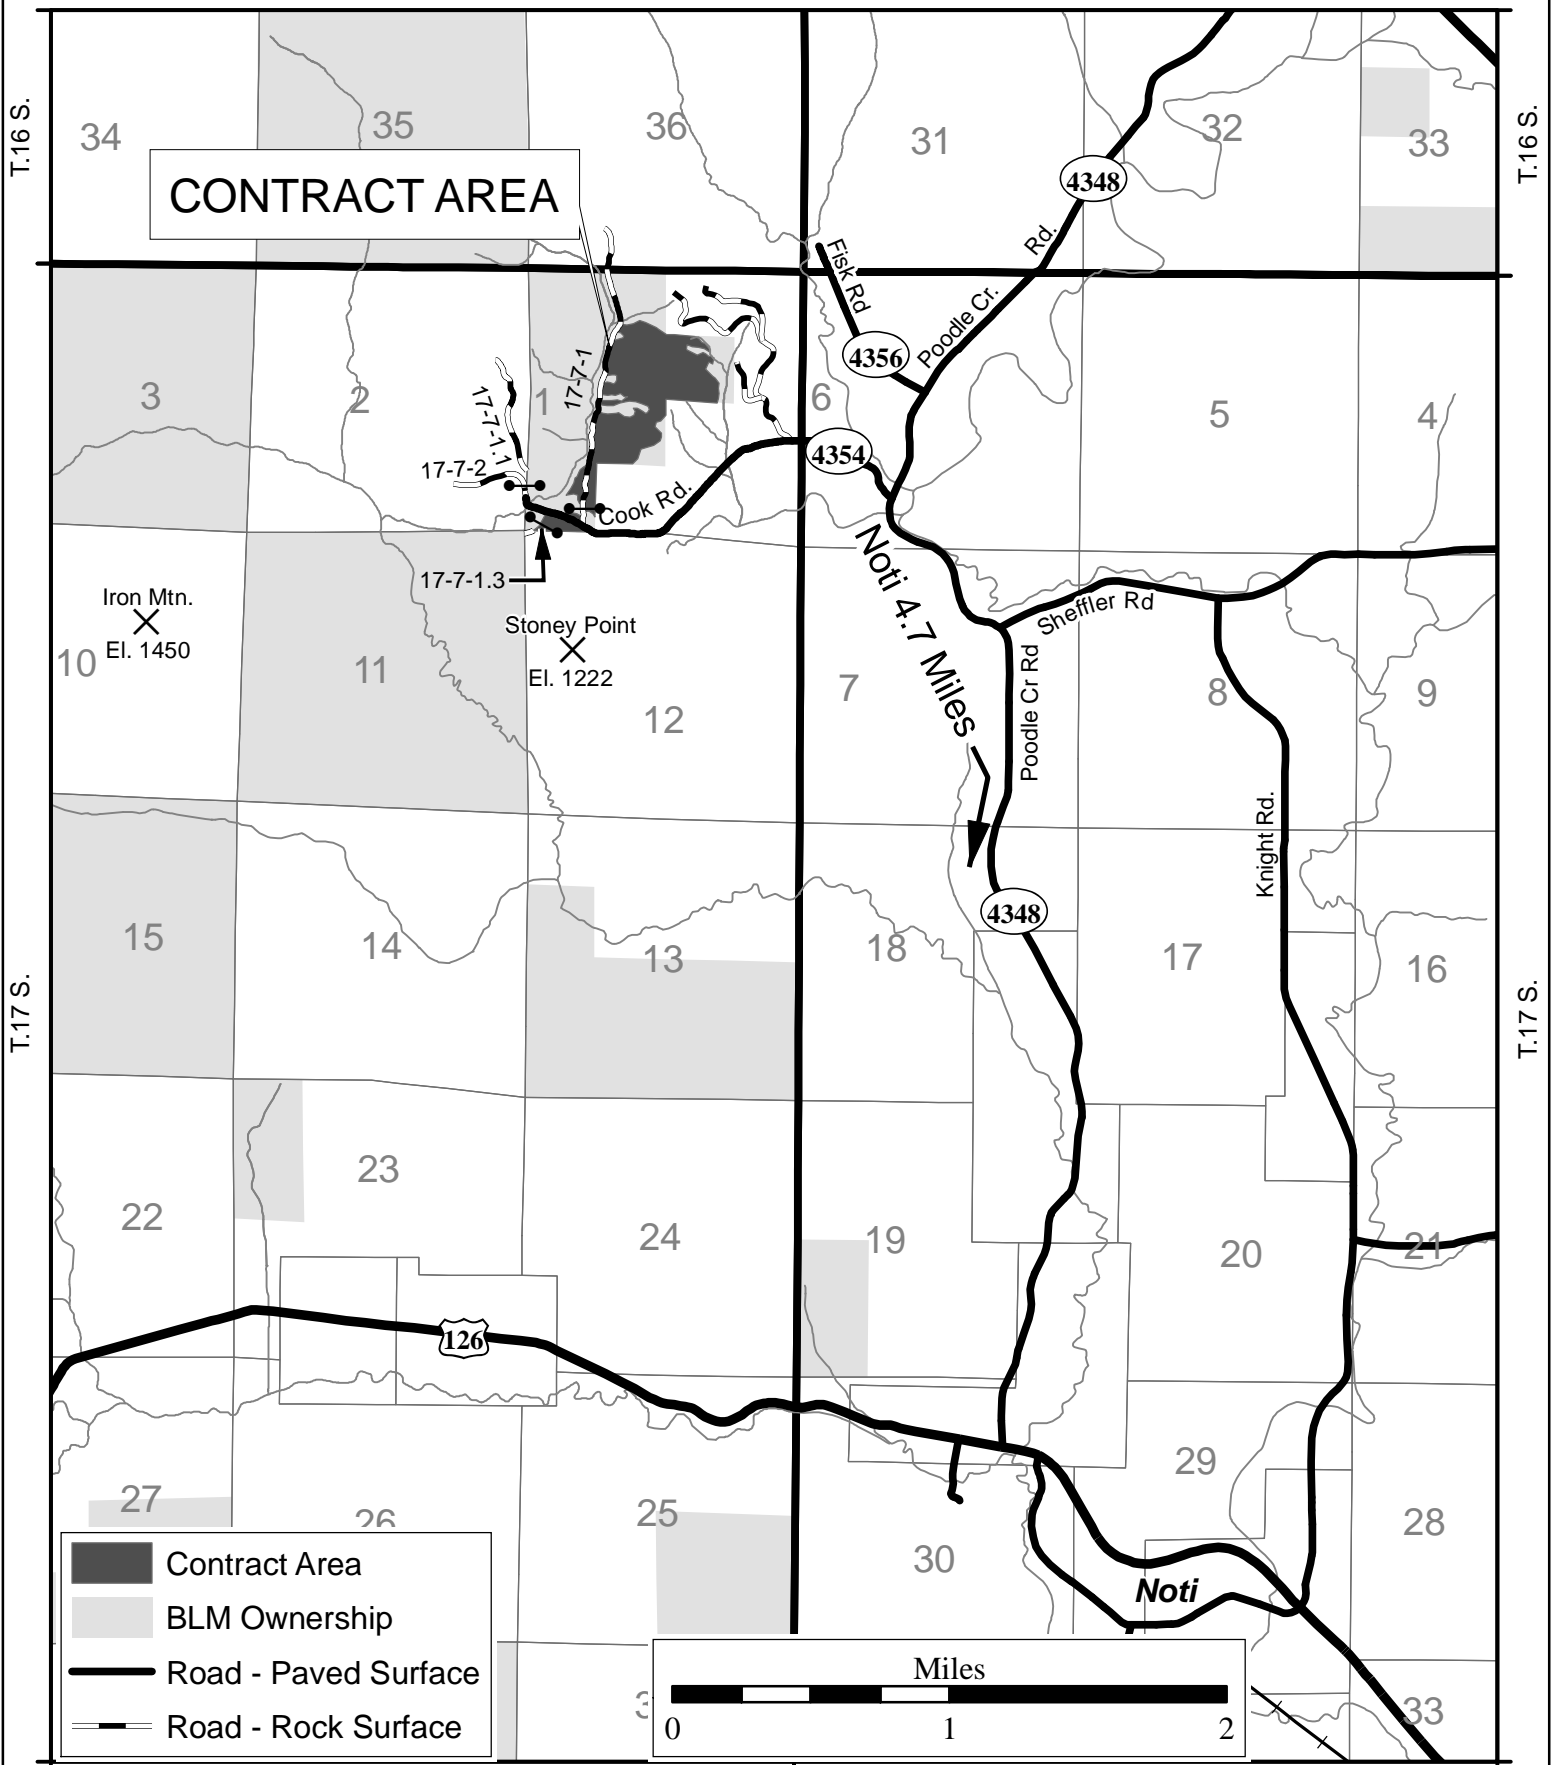 T.16 S.
T.16 S.
34
35
36
31
32
33
CONTRACT AREA
4348
Rd.
Fisk Rd
4356
Poodle Cr.
3
2
1
17-7-1
17-7-1.1
17-7-2
6
5
4
4354
Cook Rd.
17-7-1.3
Noti 4.7 Miles
Sheffler Rd
Iron Mtn.
El. 1450
Stoney Point
El. 1222
10
11
12
7
Poodle Cr Rd
8
9
Knight Rd.
4348
15
14
13
18
17
16
T.17 S.
T.17 S.
22
23
24
19
20
21
126
27
26
25
30
29
28
Noti
33
Contract Area
BLM Ownership
Road - Paved Surface
Road - Rock Surface
Miles
0 1 2